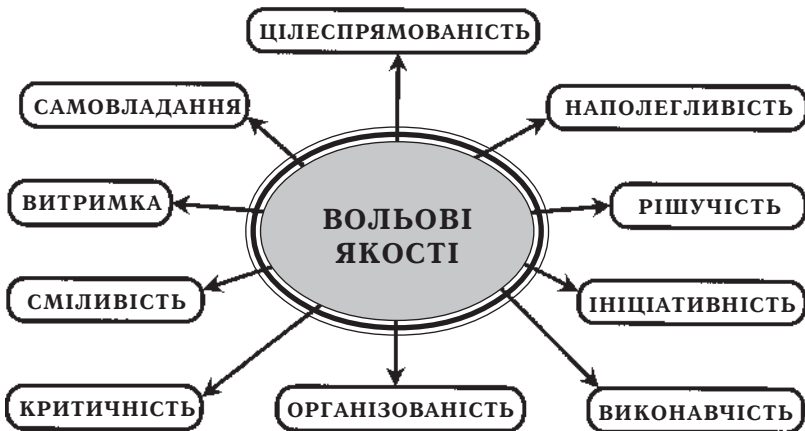 ЦІЛЕСПРЯМОВАНІСТЬ
САМОВЛАДАННЯ
НАПОЛЕГЛИВІСТЬ
ВИТРИМКА
ВОЛЬОВІ
ЯКОСТІ
РІШУЧІСТЬ
СМІЛИВІСТЬ
ІНІЦІАТИВНІСТЬ
КРИТИЧНІСТЬ
ОРГАНІЗОВАНІСТЬ
ВИКОНАВЧІСТЬ